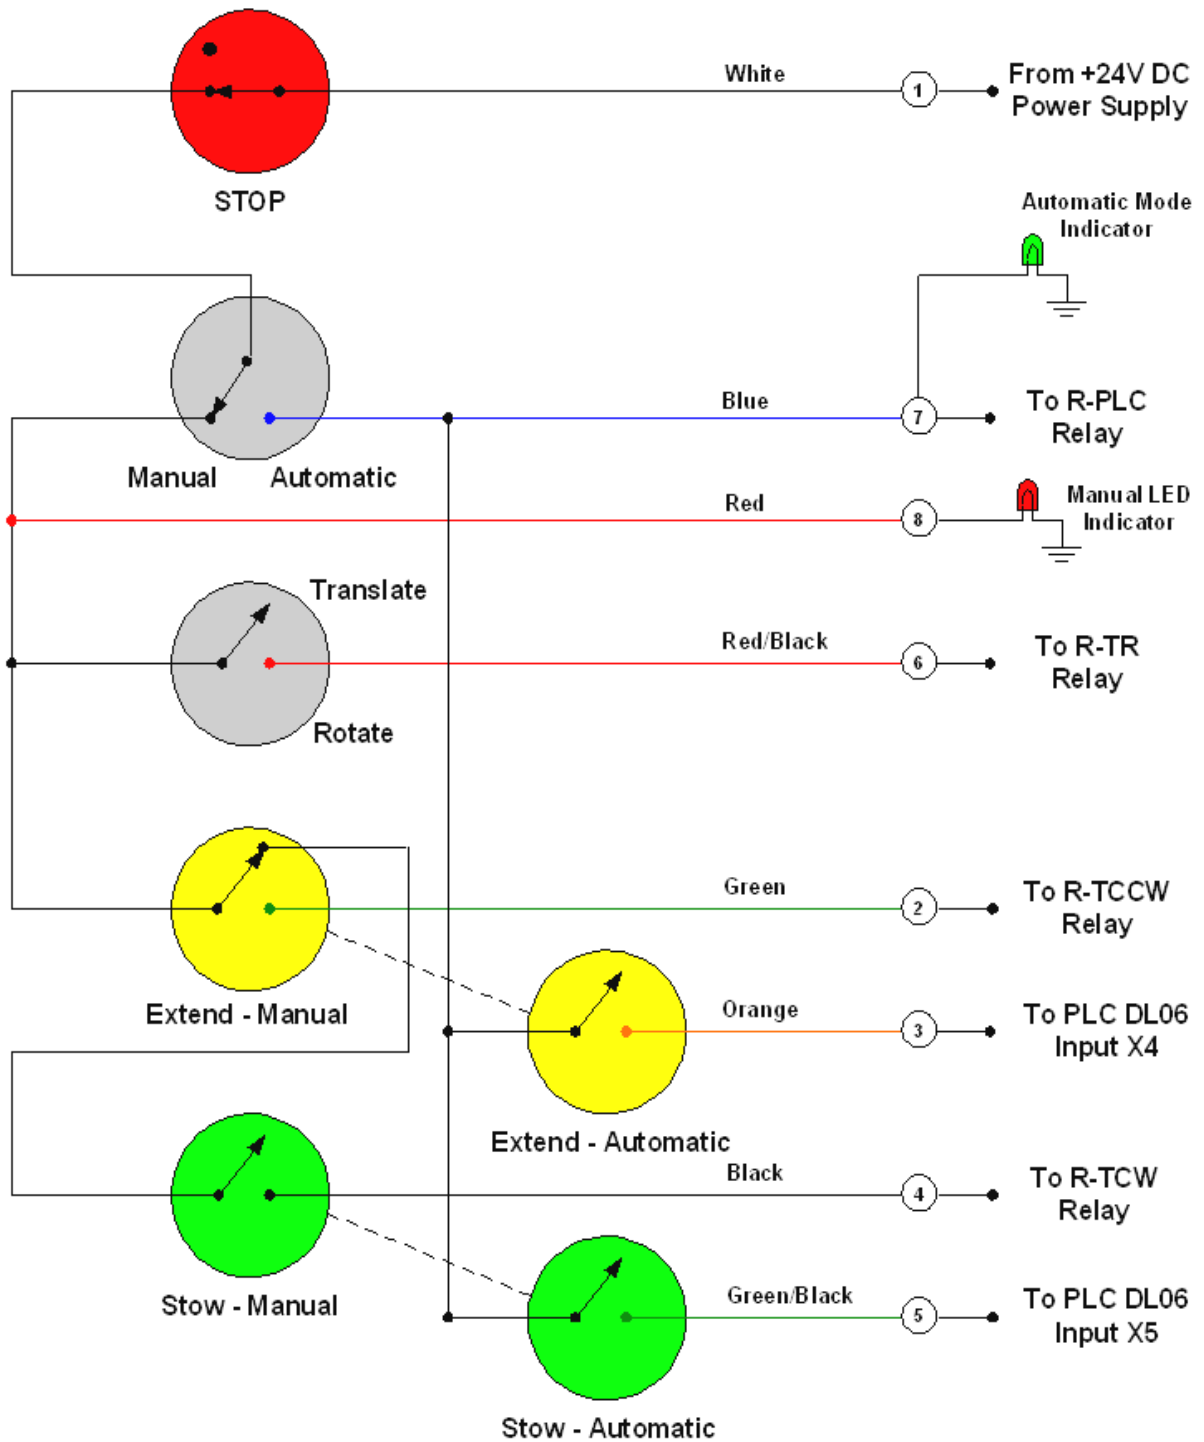 White
1
From +24V DC
Power Supply
STOP
Automatic Mode
Indicator
Blue
7
To R-PLC
Relay
Manual
Automatic
Red
8
Manual LED
Indicator
Translate
Red/Black
6
To R-TR
Relay
Rotate
Green
2
To R-TCCW
Relay
Extend - Manual
Orange
3
To PLC DL06
Input X4
Extend - Automatic
Black
4
To R-TCW
Relay
Stow - Manual
Green/Black
5
To PLC DL06
Input X5
Stow - Automatic